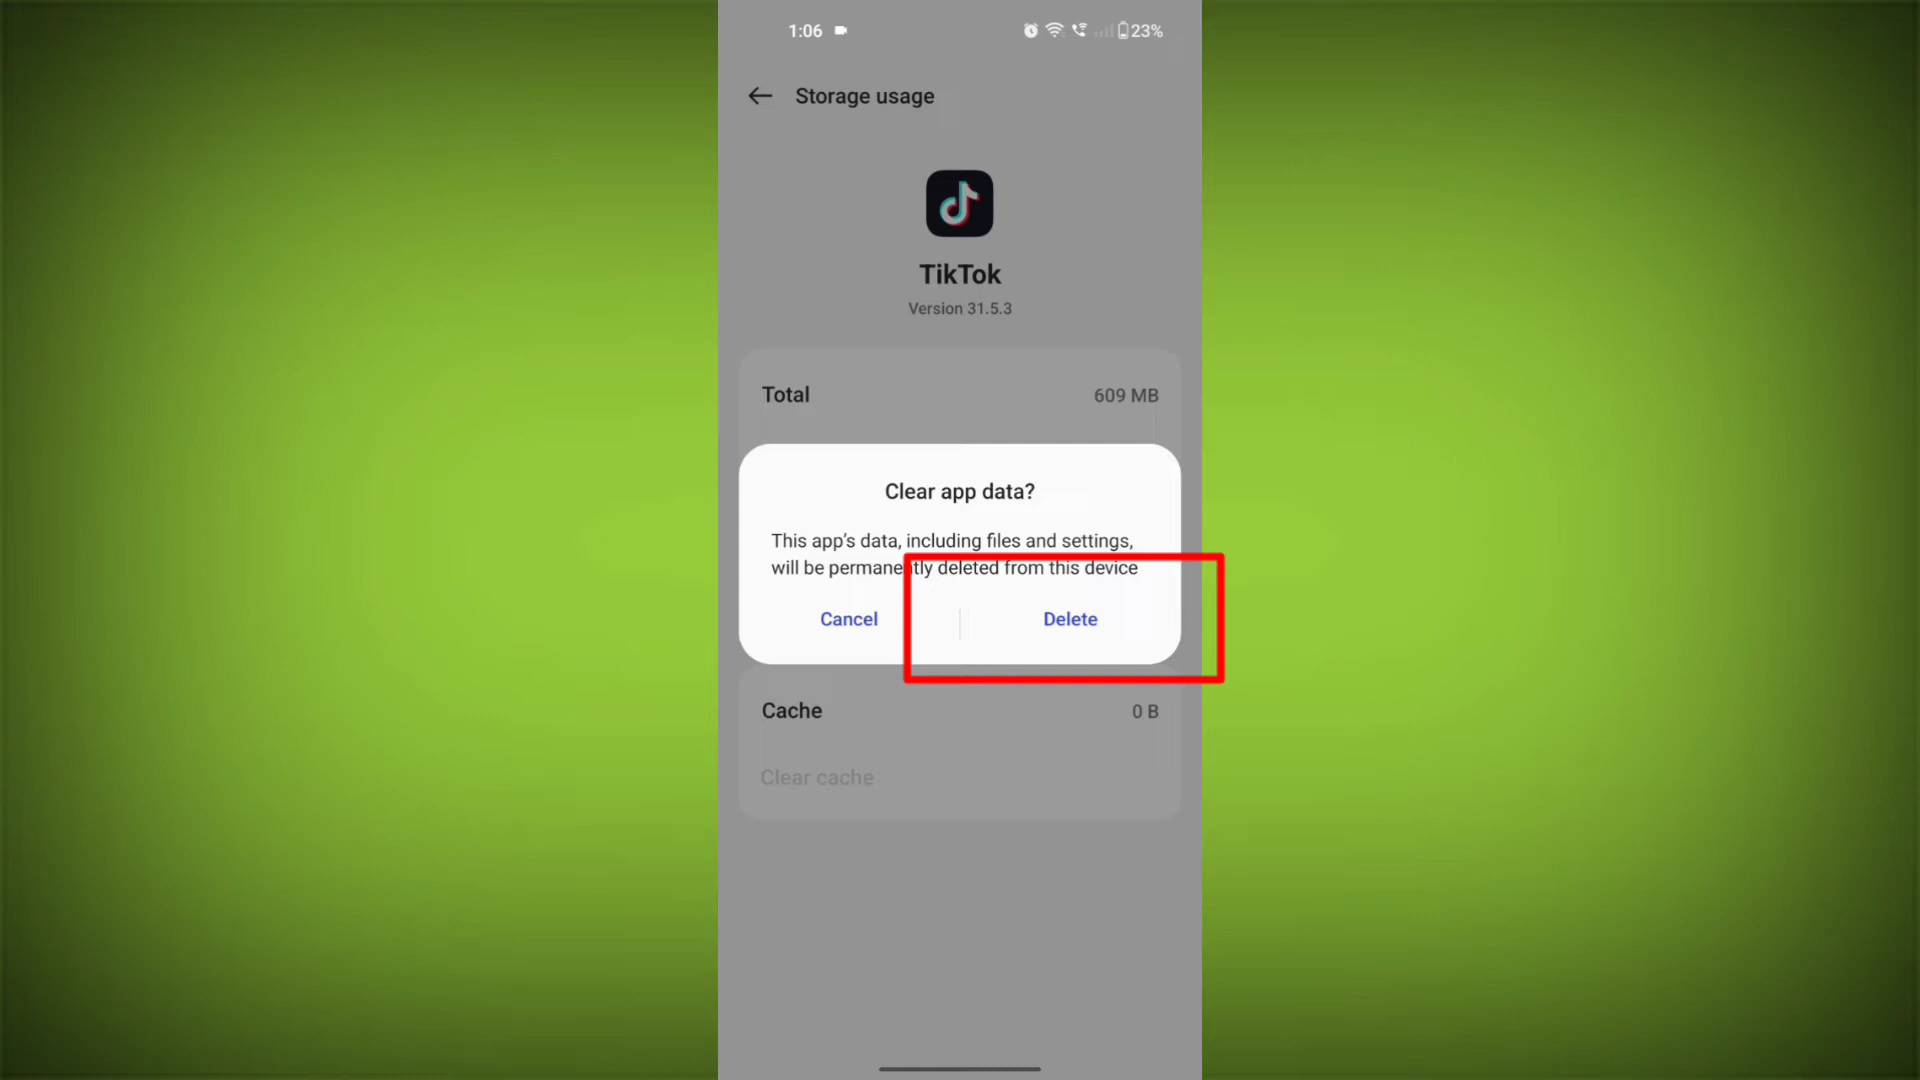 1:06
23%
Storage usage
TikTok
Version 31.5.3
Total 609 MB
Clear app data?
This app's data, including files and settings,
will be permanently deleted from this device
Cancel Delete
Cache 0 B
Clear cache